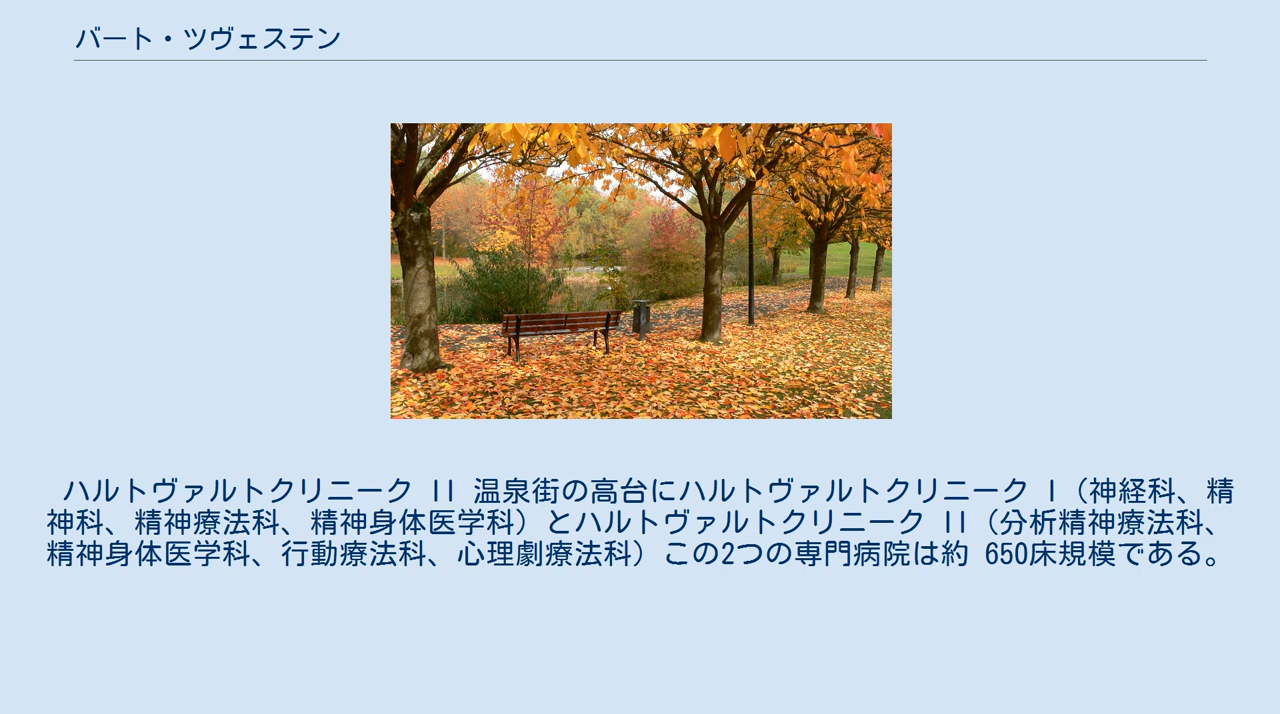 バート・ツヴェステン
ハルトヴァルトクリニーク II 温泉街の高台にハルトヴァルトクリニーク I（神経科、精
神科、精神療法科、精神身体医学科）とハルトヴァルトクリニーク II（分析精神療法科、
精神身体医学科、行動療法科、心理劇療法科）この2つの専門病院は約 650床規模である。